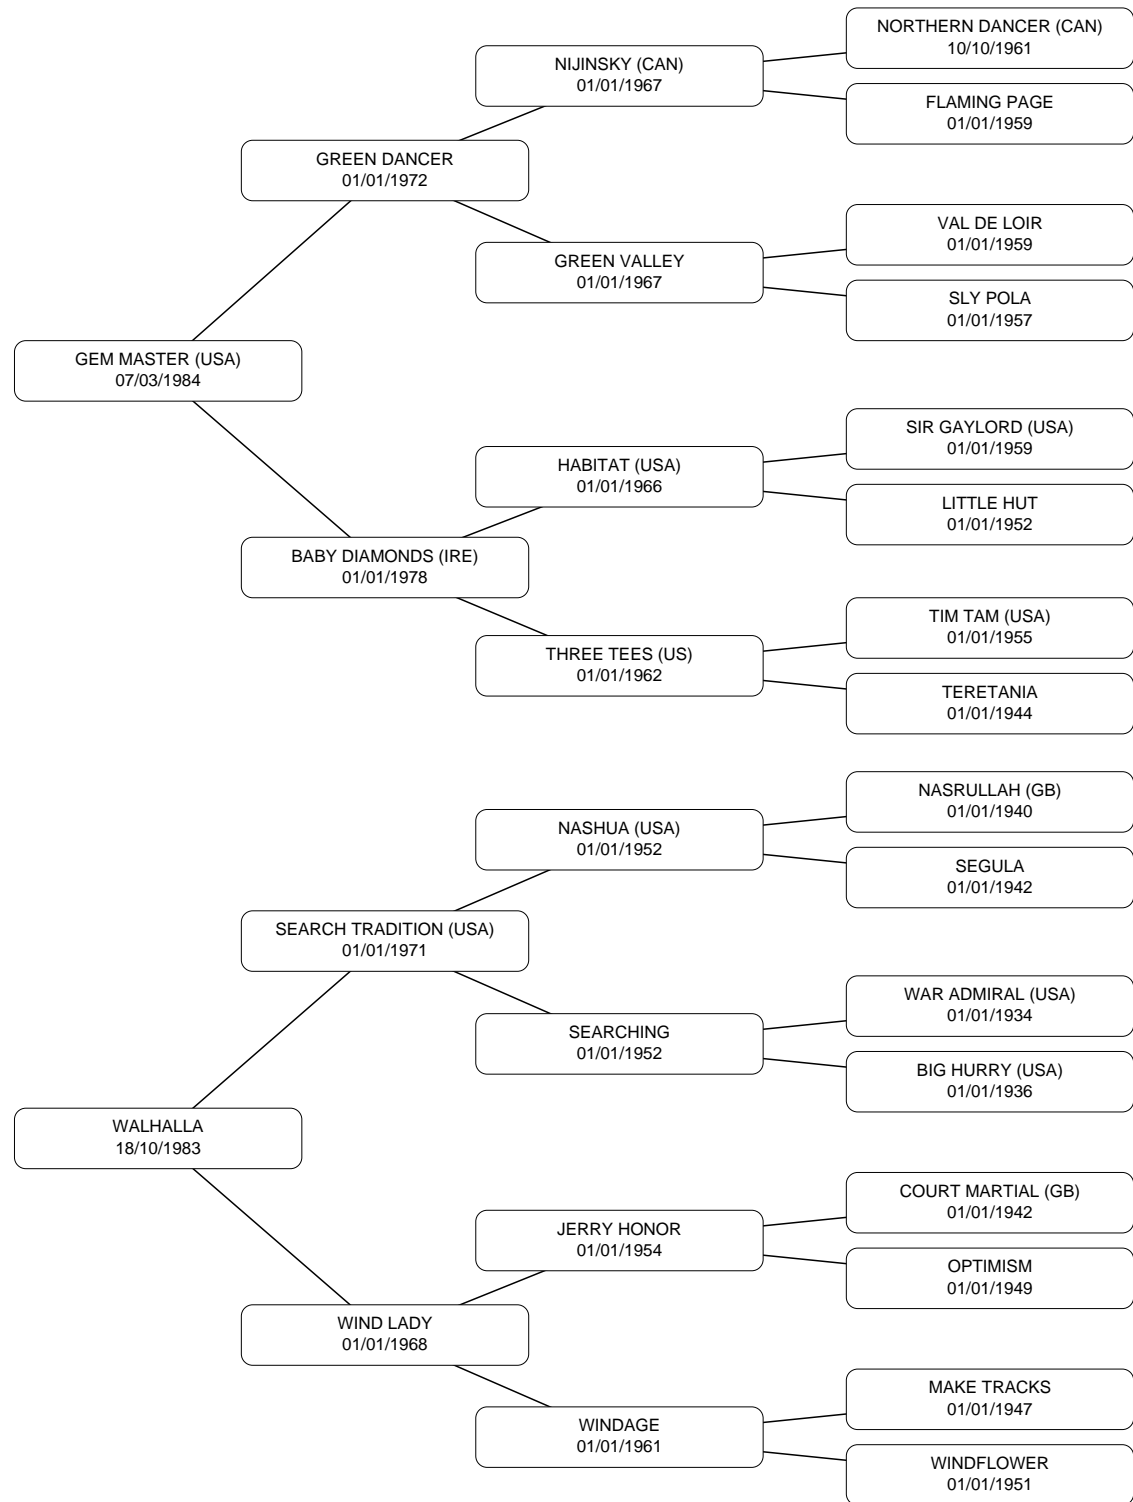 NORTHERN DANCER (CAN)
10/10/1961
NIJINSKY (CAN)
01/01/1967
FLAMING PAGE
01/01/1959
GREEN DANCER
01/01/1972
VAL DE LOIR
01/01/1959
GREEN VALLEY
01/01/1967
SLY POLA
01/01/1957
GEM MASTER (USA)
07/03/1984
SIR GAYLORD (USA)
01/01/1959
HABITAT (USA)
01/01/1966
LITTLE HUT
01/01/1952
BABY DIAMONDS (IRE)
01/01/1978
TIM TAM (USA)
01/01/1955
THREE TEES (US)
01/01/1962
TERETANIA
01/01/1944
NASRULLAH (GB)
01/01/1940
NASHUA (USA)
01/01/1952
SEGULA
01/01/1942
SEARCH TRADITION (USA)
01/01/1971
WAR ADMIRAL (USA)
01/01/1934
SEARCHING
01/01/1952
BIG HURRY (USA)
01/01/1936
WALHALLA
18/10/1983
COURT MARTIAL (GB)
01/01/1942
JERRY HONOR
01/01/1954
OPTIMISM
01/01/1949
WIND LADY
01/01/1968
MAKE TRACKS
01/01/1947
WINDAGE
01/01/1961
WINDFLOWER
01/01/1951